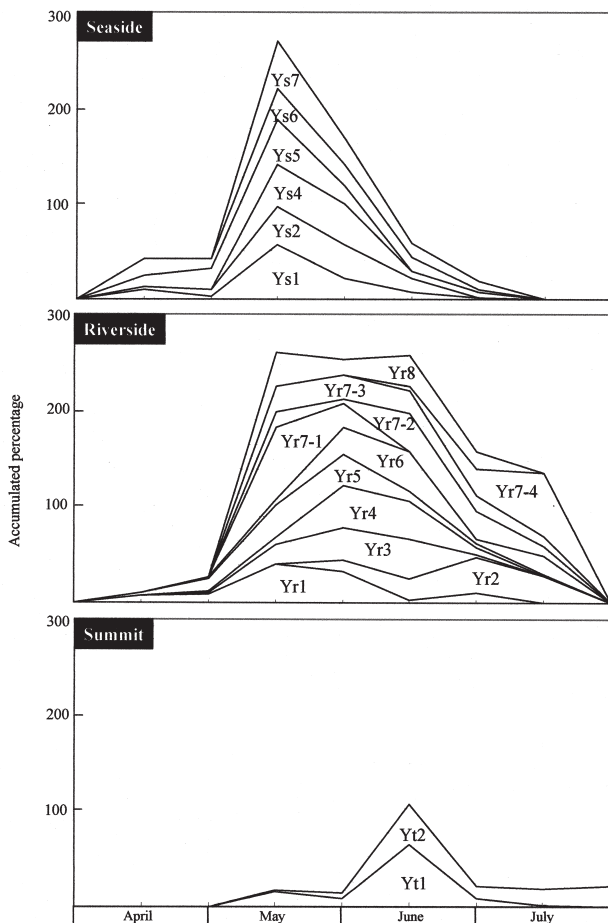 300
Seaside
Ys7
200
Ys6
Ys5
Ys4
100
Ys2
Ys1
300
Riverside
Yr8
Yr7-3
200
Yr7-2
Yr7-1
Yr6
Yr5
Yr7-4
100
Yr4
Yr3
Yr2
Yr1
Accumulated percentage
300
Summit
200
100
Yt2
Yt1
April May June July